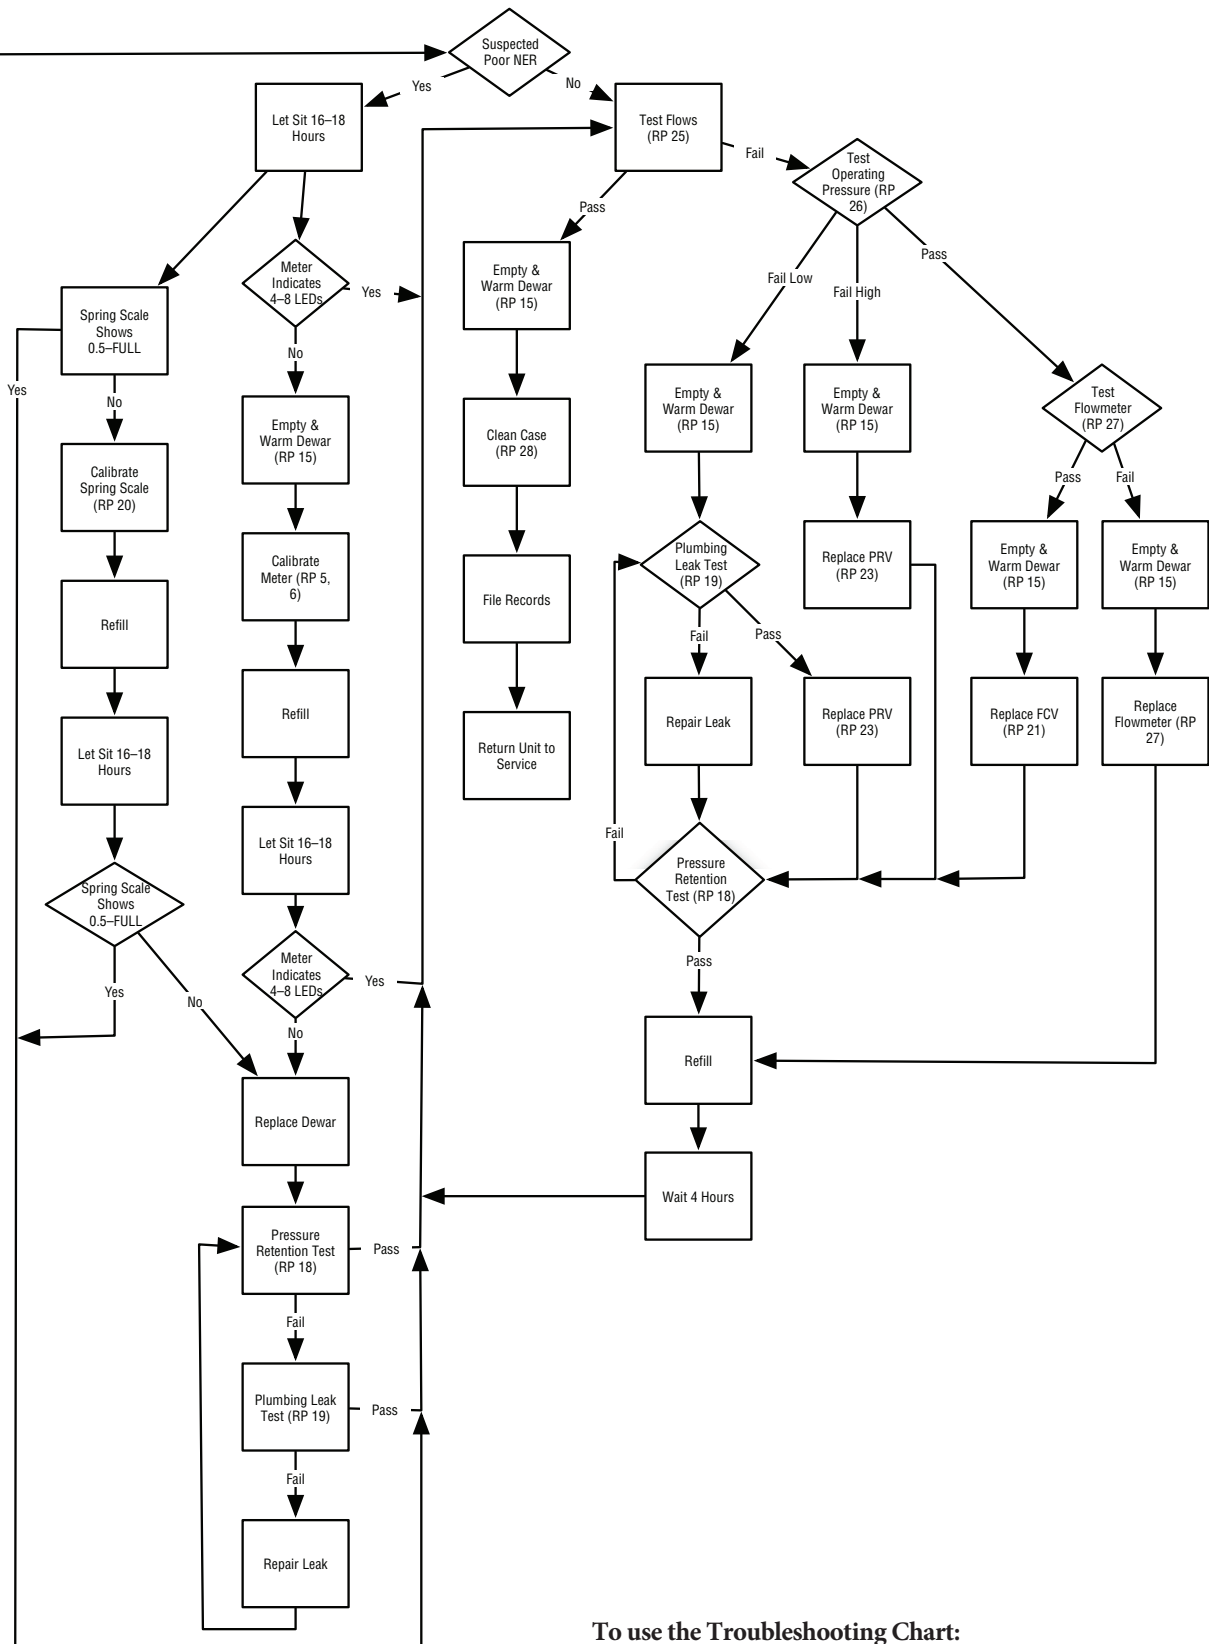 Suspected
Poor NER
Yes
No
Let Sit 16–18
Hours
Test Flows
(RP 25)
Fail
Test
Operating
Pressure (RP
26)
Pass
Pass
Fail Low
Fail High
Meter
Indicates
4–8 LEDs
Yes
Empty &
Warm Dewar
(RP 15)
Spring Scale
Shows
0.5–FULL
Yes
No
No
Empty &
Warm Dewar
(RP 15)
Empty &
Warm Dewar
(RP 15)
Test
Flowmeter
(RP 27)
Empty &
Warm Dewar
(RP 15)
Clean Case
(RP 28)
Calibrate
Spring Scale
(RP 20)
Pass
Fail
Calibrate
Meter (RP 5,
6)
Plumbing
Leak Test
(RP 19)
Replace PRV
(RP 23)
Empty &
Warm Dewar
(RP 15)
Empty &
Warm Dewar
(RP 15)
File Records
Refill
Fail
Pass
Refill
Repair Leak
Replace PRV
(RP 23)
Replace FCV
(RP 21)
Replace
Flowmeter (RP
27)
Let Sit 16–18
Hours
Return Unit to
Service
Let Sit 16–18
Hours
Fail
Pressure
Retention
Test (RP 18)
Spring Scale
Shows
0.5–FULL
Meter
Indicates
4–8 LEDs
Yes
Pass
Yes
No
No
Refill
Replace Dewar
Wait 4 Hours
Pressure
Retention Test
(RP 18)
Pass
Fail
Plumbing Leak
Test (RP 19)
Pass
Fail
Repair Leak
To use the Troubleshooting Chart: